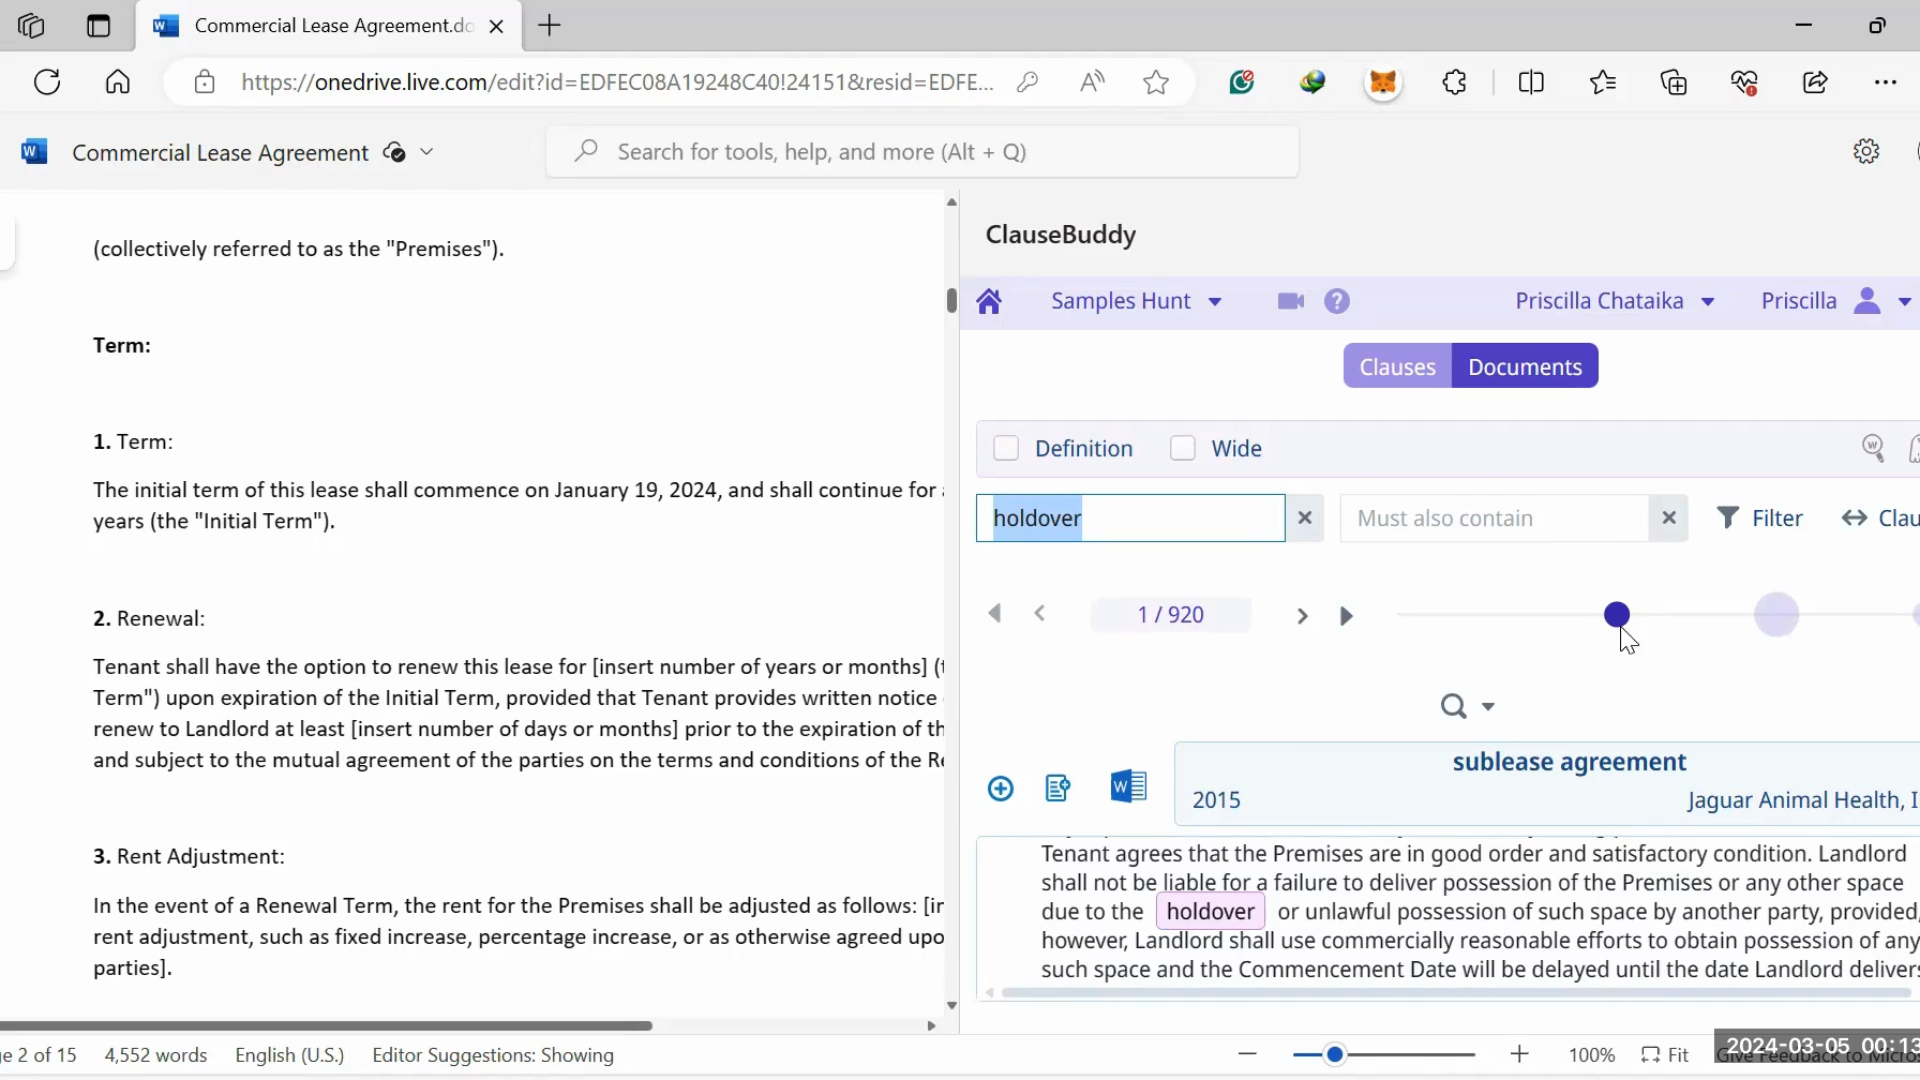 Commercial Lease Agreement.do
https://onedrive.live.com/edit?id=EDFEC08A19248C40!24151&resid=EDFE...
Commercial Lease Agreement
Search for tools, help, and more (Alt + Q)
(collectively referred to as the "Premises").
Term:
1. Term:
The initial term of this lease shall commence on January 19, 2024, and shall continue for
years (the "Initial Term").
2. Renewal:
Tenant shall have the option to renew this lease for [insert number of years or months] (
Term") upon expiration of the Initial Term, provided that Tenant provides written notice
renew to Landlord at least [insert number of days or months] prior to the expiration of th
and subject to the mutual agreement of the parties on the terms and conditions of the Re
3. Rent Adjustment:
In the event of a Renewal Term, the rent for the Premises shall be adjusted as follows: [in
rent adjustment, such as fixed increase, percentage increase, or as otherwise agreed upo
parties].
ClauseBuddy
Samples Hunt
Priscilla Chataika
Priscilla
Clauses Documents
Definition Wide
holdover
Must also contain
Filter
Clau
1 / 920
sublease agreement
2015
Jaguar Animal Health, I
Tenant agrees that the Premises are in good order and satisfactory condition. Landlord
shall not be liable for a failure to deliver possession of the Premises or any other space
due to the holdover or unlawful possession of such space by another party, provided,
however, Landlord shall use commercially reasonable efforts to obtain possession of any
such space and the Commencement Date will be delayed until the date Landlord delivers
e 2 of 15 4,552 words English (U.S.) Editor Suggestions: Showing
100% Fit
2024-03-05 00:13